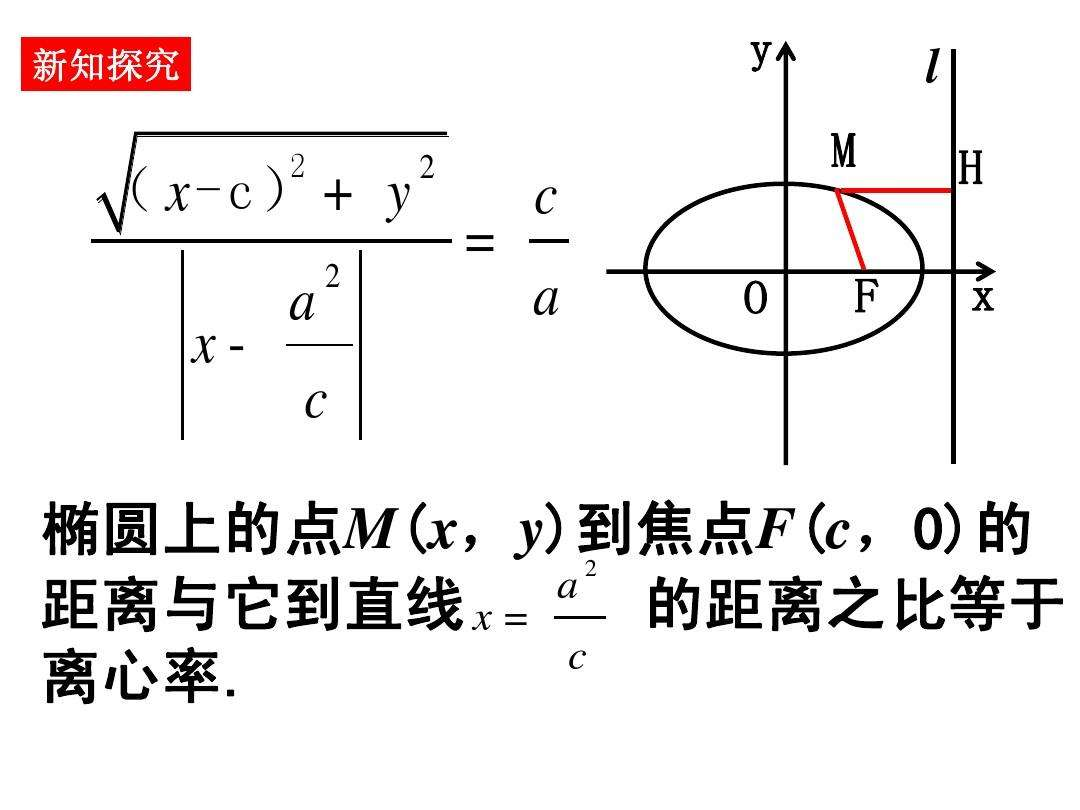 新知探究
\frac{\sqrt{(x-c)^2 + y^2}}{\left| x - \frac{a^2}{c} \right|} = \frac{c}{a}
y
l
M
H
O
F
x
椭圆上的点M(x，y)到焦点F(c，0)的
距离与它到直线 x = \frac{a^2}{c} 的距离之比等于
离心率.